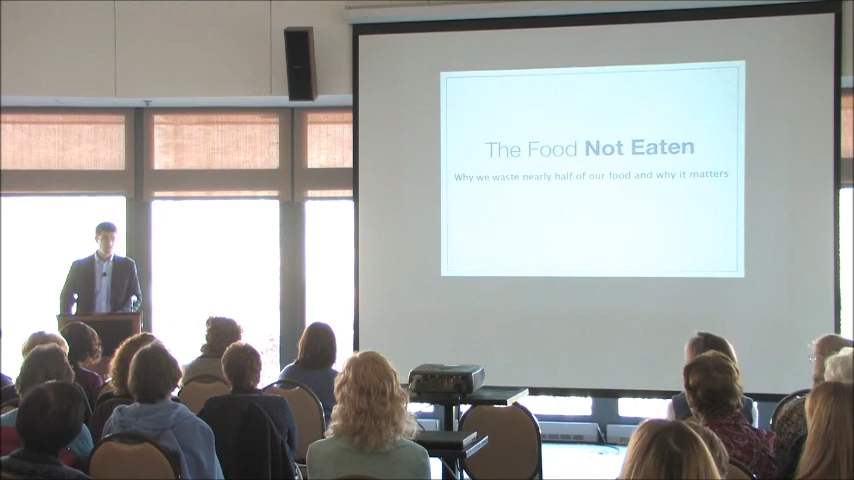 The Food Not Eaten
Why we waste nearly half of our food and why it matters